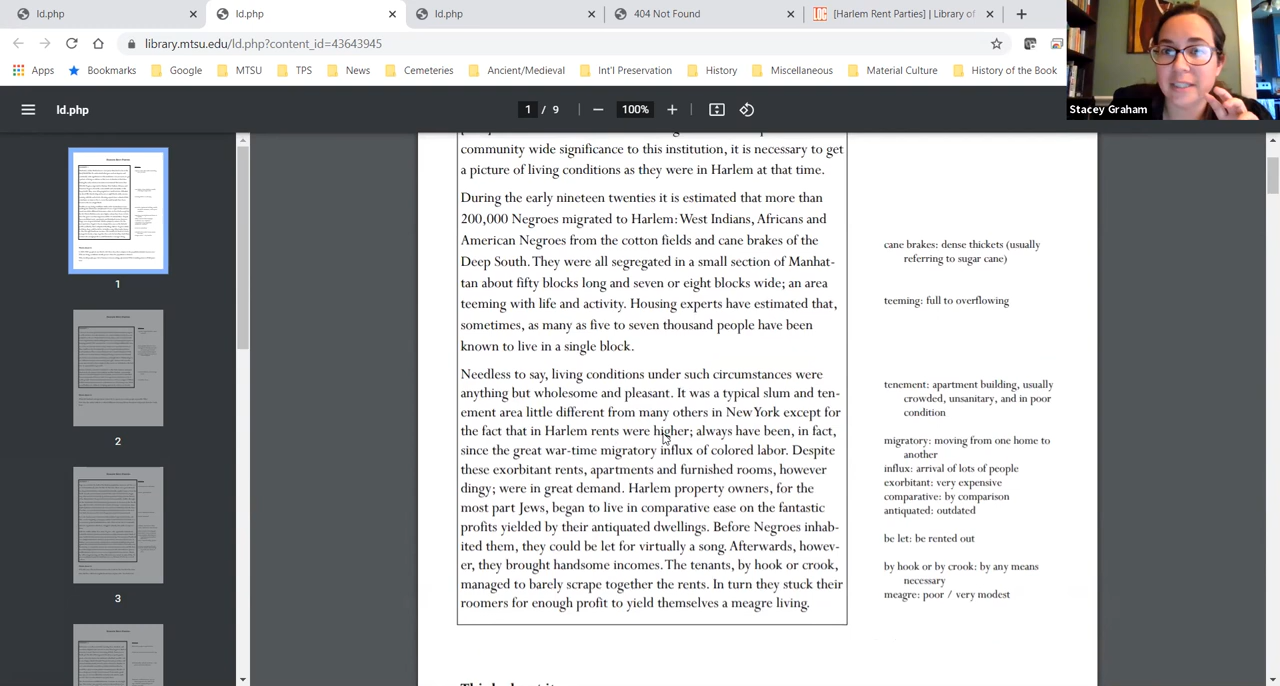 ld.php
ld.php
ld.php
404 Not Found
[Harlem Rent Parties] | Library of
library.mtsu.edu/ld.php?content_id=43643945
Apps
Bookmarks
Google
MTSU
TPS
News
Cemeteries
Ancient/Medieval
Int'l Preservation
History
Miscellaneous
Material Culture
History of the Book
Stacey Graham
ld.php
1 / 9
100%
1
2
3
community wide significance to this institution, it is necessary to get
a picture of living conditions as they were in Harlem at that time.
During the early nineteen twenties it is estimated that more than
200,000 Negroes migrated to Harlem: West Indians, Africans and
American Negroes from the cotton fields and cane brakes of the
Deep South. They were all segregated in a small section of Manhat-
tan about fifty blocks long and seven or eight blocks wide; an area
teeming with life and activity. Housing experts have estimated that,
sometimes, as many as five to seven thousand people have been
known to live in a single block.
Needless to say, living conditions under such circumstances were
anything but wholesome and pleasant. It was a typical slum and ten-
ement area little different from many others in New York except for
the fact that in Harlem rents were higher; always have been, in fact,
since the great war-time migratory influx of colored labor. Despite
these exorbitant rents, apartments and furnished rooms, however
dingy; were in great demand. Harlem property owners, for the
most part Jews, began to live in comparative ease on the fantastic
profits yielded by their antiquated dwellings. Before Negroes inhab-
ited them, they could be let for virtually a song. Afterwards, howev-
er, they brought handsome incomes. The tenants, by hook or crook,
managed to barely scrape together the rents. In turn they stuck their
roomers for enough profit to yield themselves a meagre living.
cane brakes: dense thickets (usually
referring to sugar cane)
teeming: full to overflowing
tenement: apartment building, usually
crowded, unsanitary, and in poor
condition
migratory: moving from one home to
another
influx: arrival of lots of people
exorbitant: very expensive
comparative: by comparison
antiquated: outdated
be let: be rented out
by hook or by crook: by any means
necessary
meagre: poor / very modest